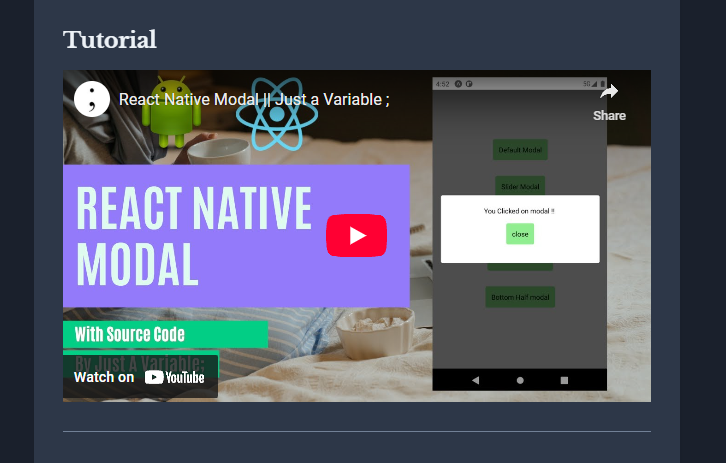 Tutorial
;
React Native Modal || Just a Variable ;
Share
REACT NATIVE
MODAL
With Source Code
By Just A Variable;
Watch on YouTube
4:52
Default Modal
Slider Modal
You Clicked on modal !!
close
Bottom Half modal